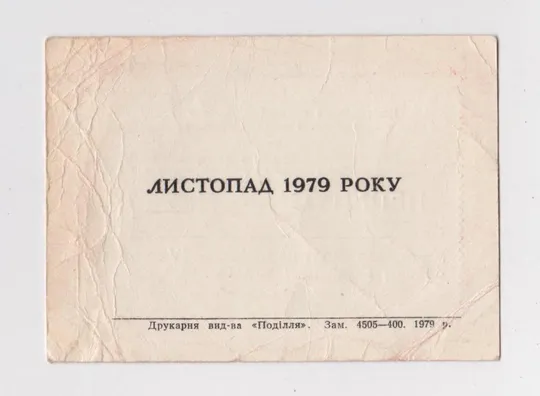 ЛИСТОПАД 1979 РОКУ
Друкарня вид-ва «Поділля». Зам. 4505—400. 1979 р.